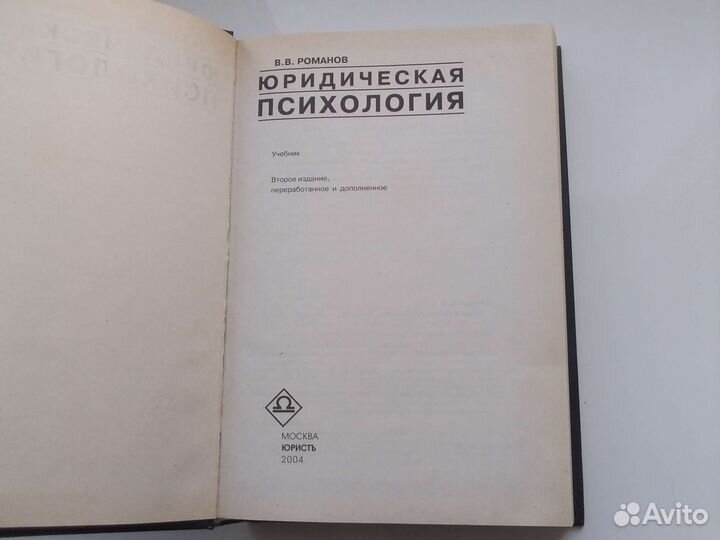 В.В. РОМАНОВ
ЮРИДИЧЕСКАЯ
ПСИХОЛОГИЯ
Учебник
Второе издание,
переработанное и дополненное
МОСКВА
ЮРИСТЪ
2004
Avito